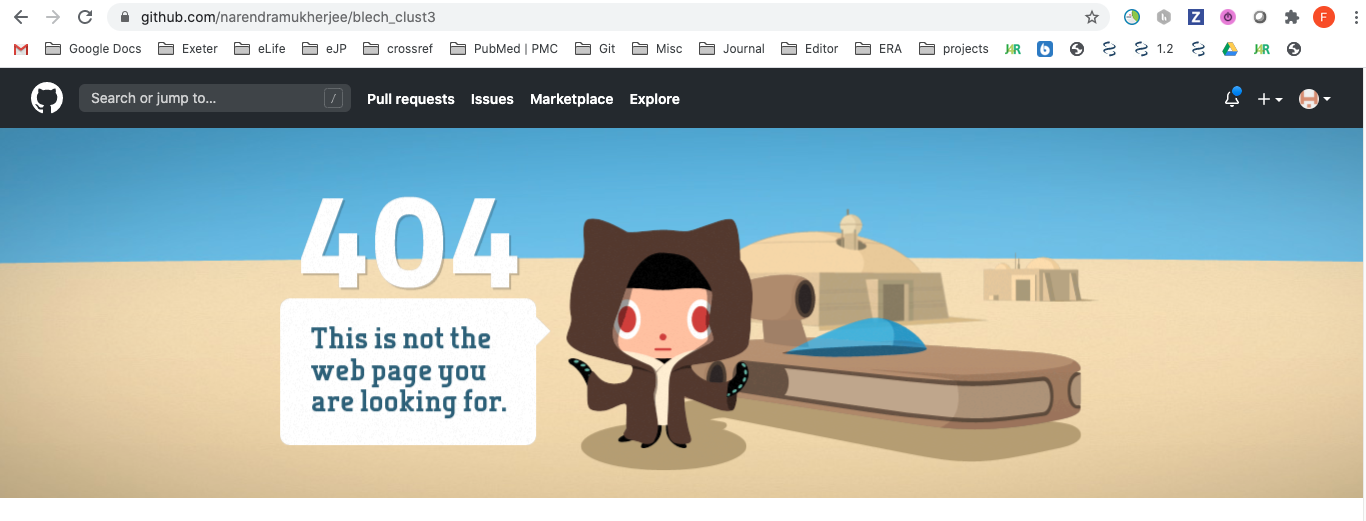 github.com/narendramukherjee/blech_clust3
Google Docs Exeter eLife eJP crossref PubMed | PMC Git Misc Journal Editor ERA projects J4R 1.2 J4R
Search or jump to... / Pull requests Issues Marketplace Explore
404
This is not the
web page you
are looking for.